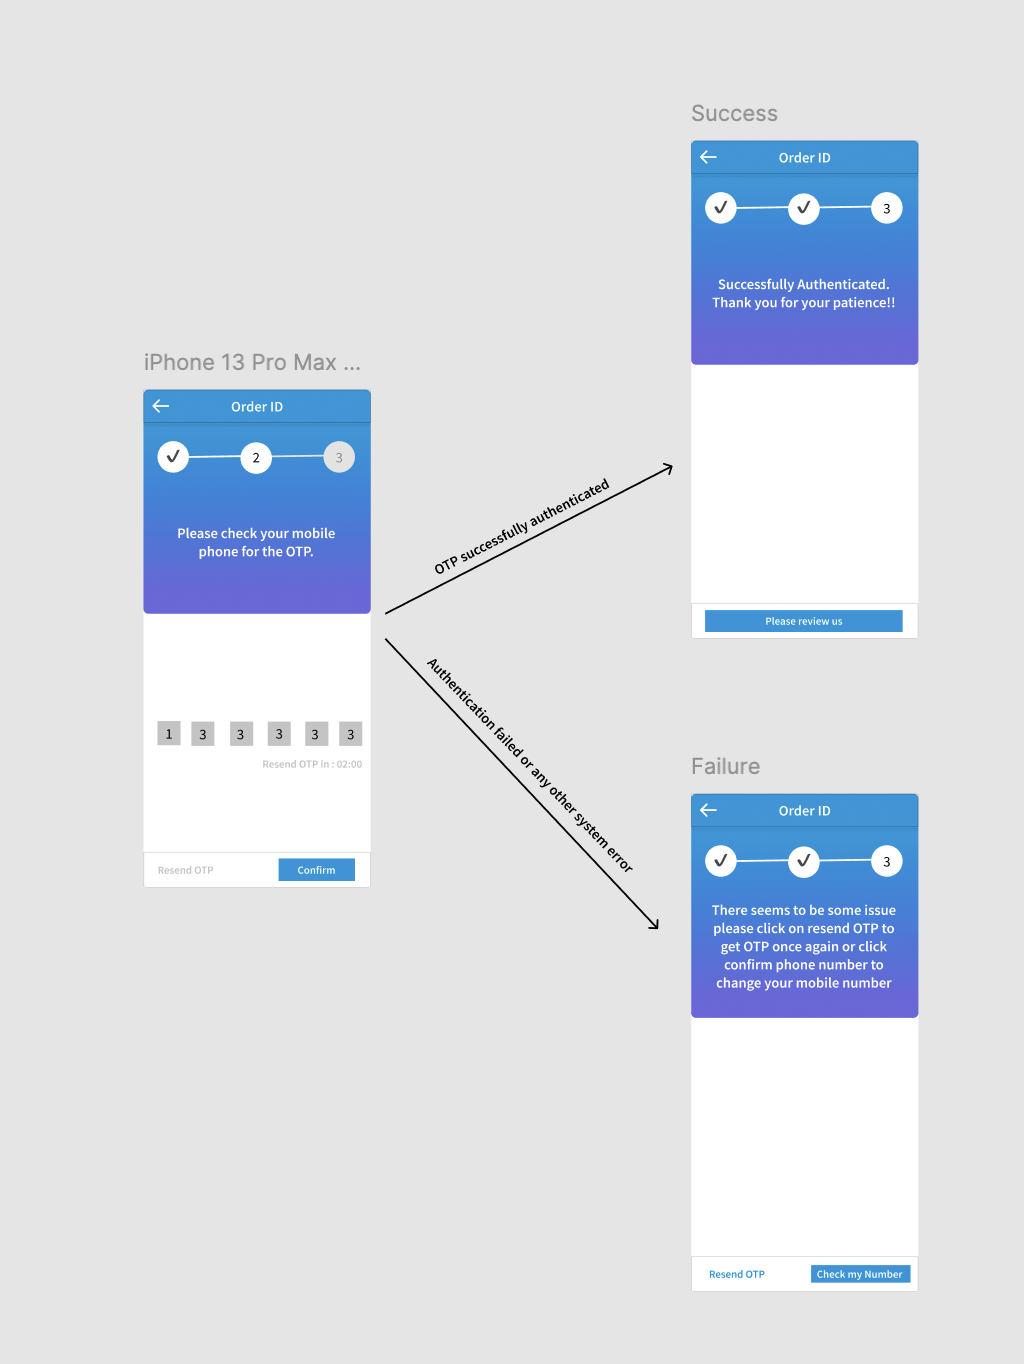 Success
Order ID
3
Successfully Authenticated.
Thank you for your patience!!
Please review us
iPhone 13 Pro Max ...
Order ID
2
3
Please check your mobile
phone for the OTP.
1 3 3 3 3 3
Resend OTP in : 02:00
Resend OTP
Confirm
OTP successfully authenticated
Authentication failed or any other system error
Failure
Order ID
3
There seems to be some issue
please click on resend OTP to
get OTP once again or click
confirm phone number to
change your mobile number
Resend OTP
Check my Number